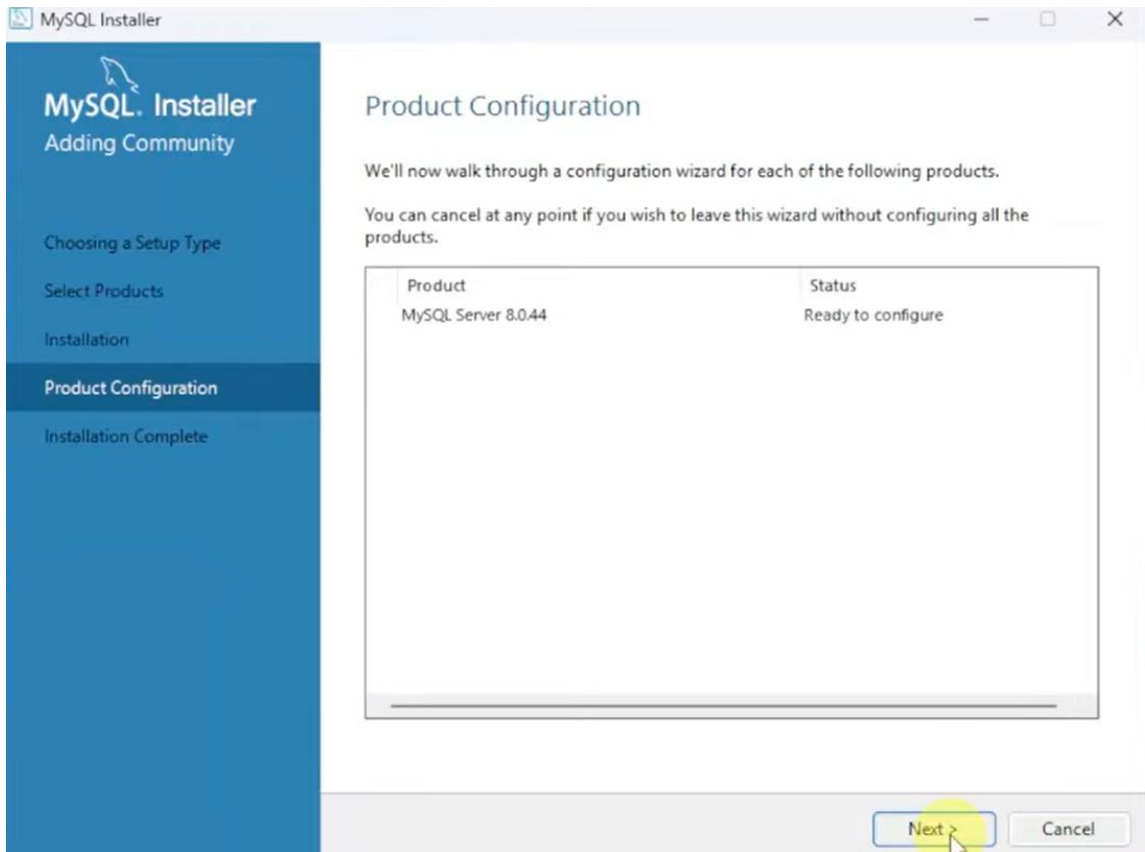 MySQL Installer
MySQL. Installer
Adding Community
Choosing a Setup Type
Select Products
Installation
Product Configuration
Installation Complete
Product Configuration
We'll now walk through a configuration wizard for each of the following products.
You can cancel at any point if you wish to leave this wizard without configuring all the
products.
Product Status
MySQL Server 8.0.44 Ready to configure
Next > Cancel